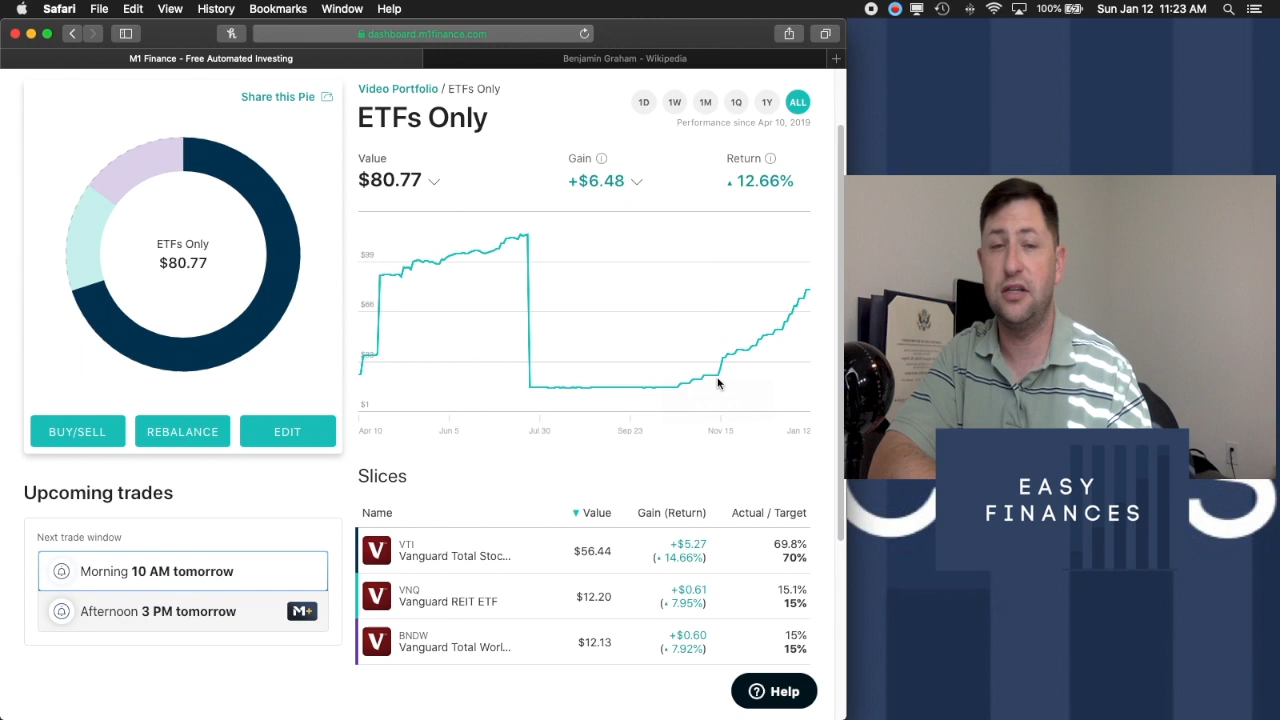 Safari File Edit View History Bookmarks Window Help 100% Sun Jan 12 11:23 AM
dashboard.m1finance.com
M1 Finance - Free Automated Investing Benjamin Graham - Wikipedia
Share this Pie
ETFs Only
$80.77
BUY/SELL REBALANCE EDIT
Upcoming trades
Next trade window
Morning 10 AM tomorrow
Afternoon 3 PM tomorrow M+
Video Portfolio / ETFs Only
ETFs Only
1D 1W 1M 1Q 1Y ALL
Performance since Apr 10, 2019
Value Gain Return
$80.77 +$6.48 12.66%
$99
$66
$33
$1
Apr 10 Jun 5 Jul 30 Sep 23 Nov 15 Jan 12
Slices
Name Value Gain (Return) Actual / Target
V VTI
Vanguard Total Stoc... $56.44 +$5.27 69.8%
(14.66%) 70%
V VNQ
Vanguard REIT ETF $12.20 +$0.61 15.1%
(7.95%) 15%
V BNDW
Vanguard Total Worl... $12.13 +$0.60 15%
(7.92%) 15%
Help
EASY
FINANCES